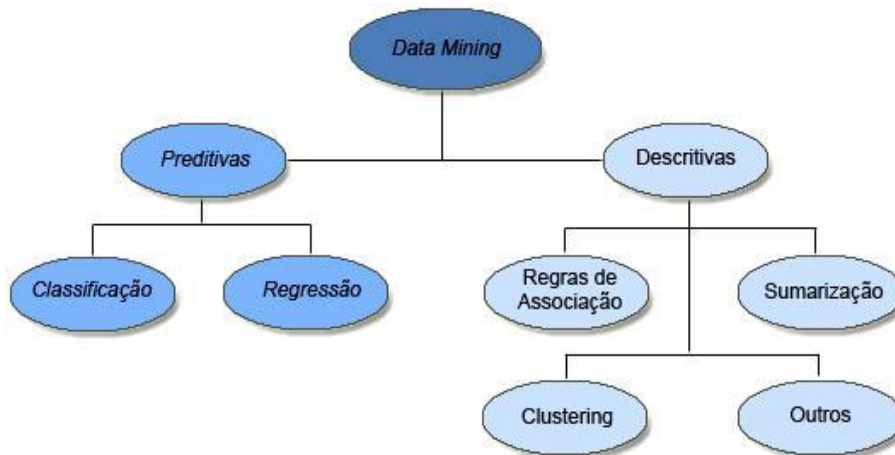 Data Mining
Preditivas
Descritivas
Classificação
Regressão
Regras de
Associação
Sumarização
Clustering
Outros